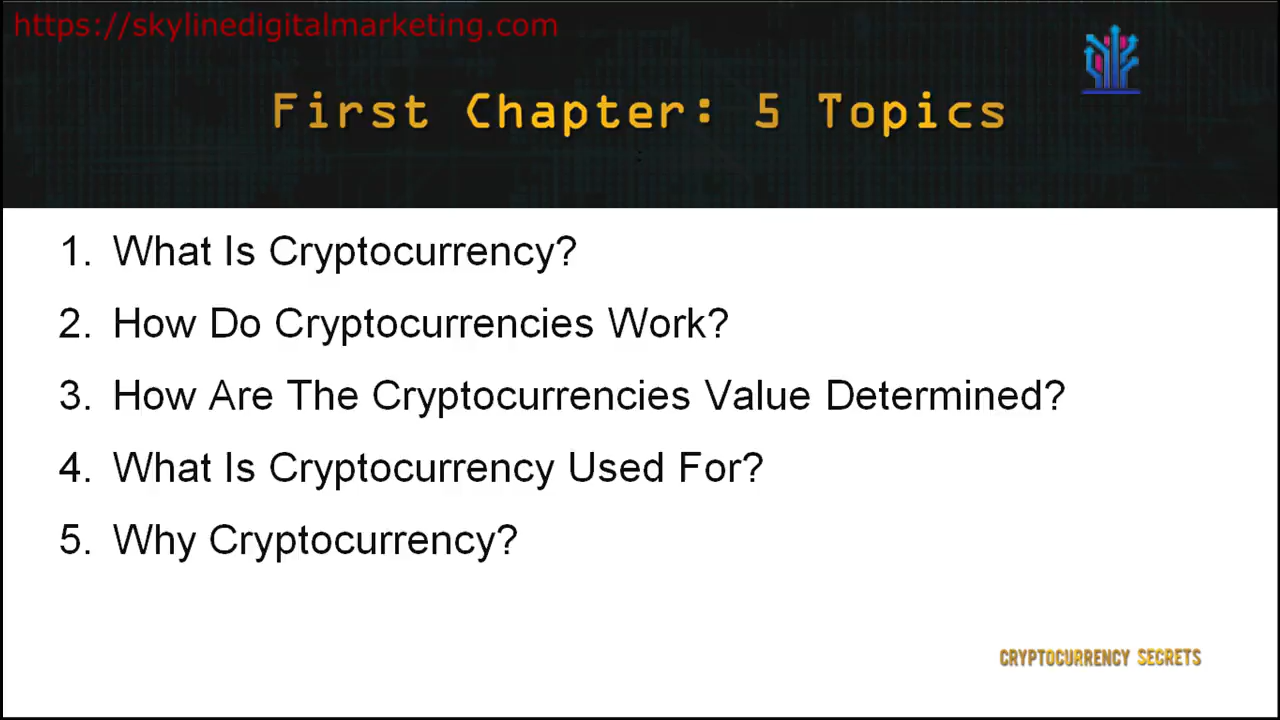 https://skylinedigitalmarketing.com
First Chapter: 5 Topics
1. What Is Cryptocurrency?
2. How Do Cryptocurrencies Work?
3. How Are The Cryptocurrencies Value Determined?
4. What Is Cryptocurrency Used For?
5. Why Cryptocurrency?
CRYPTOCURRENCY SECRETS